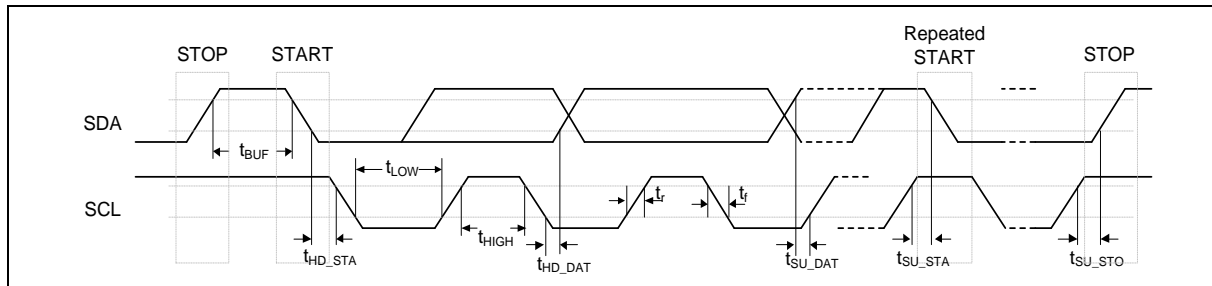 Repeated
STOP START START STOP
SDA
tBUF
tLOW
SCL
tr tf
tHIGH
tHD_STA tHD_DAT tSU_DAT tSU_STA tSU_STO